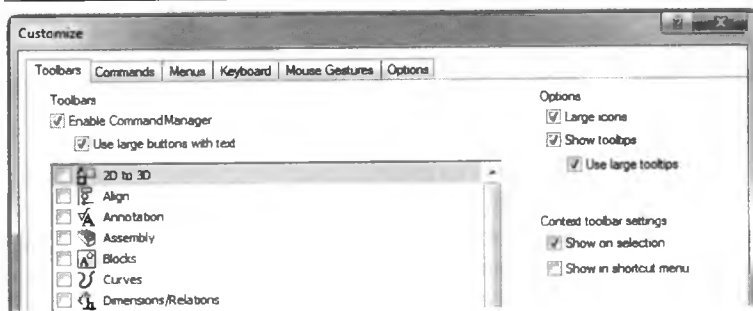 Customize
Toolbars Commands Menus Keyboard Mouse Gestures Options
Toolbars
Enable CommandManager
Use large buttons with text
2D to 3D
Align
Annotation
Assembly
Blocks
Curves
Dimensions/Relations
Options
Large icons
Show tooltips
Use large tooltips
Context toolbar settings
Show on selection
Show in shortcut menu